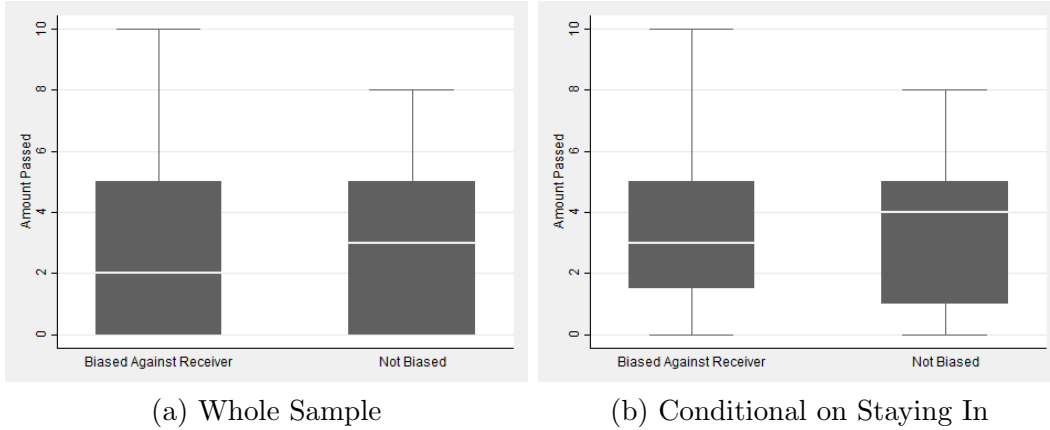 Amount Passed
10
8
6
4
2
0
Biased Against Receiver Not Biased
(a) Whole Sample
Amount Passed
10
8
6
4
2
0
Biased Against Receiver Not Biased
(b) Conditional on Staying In